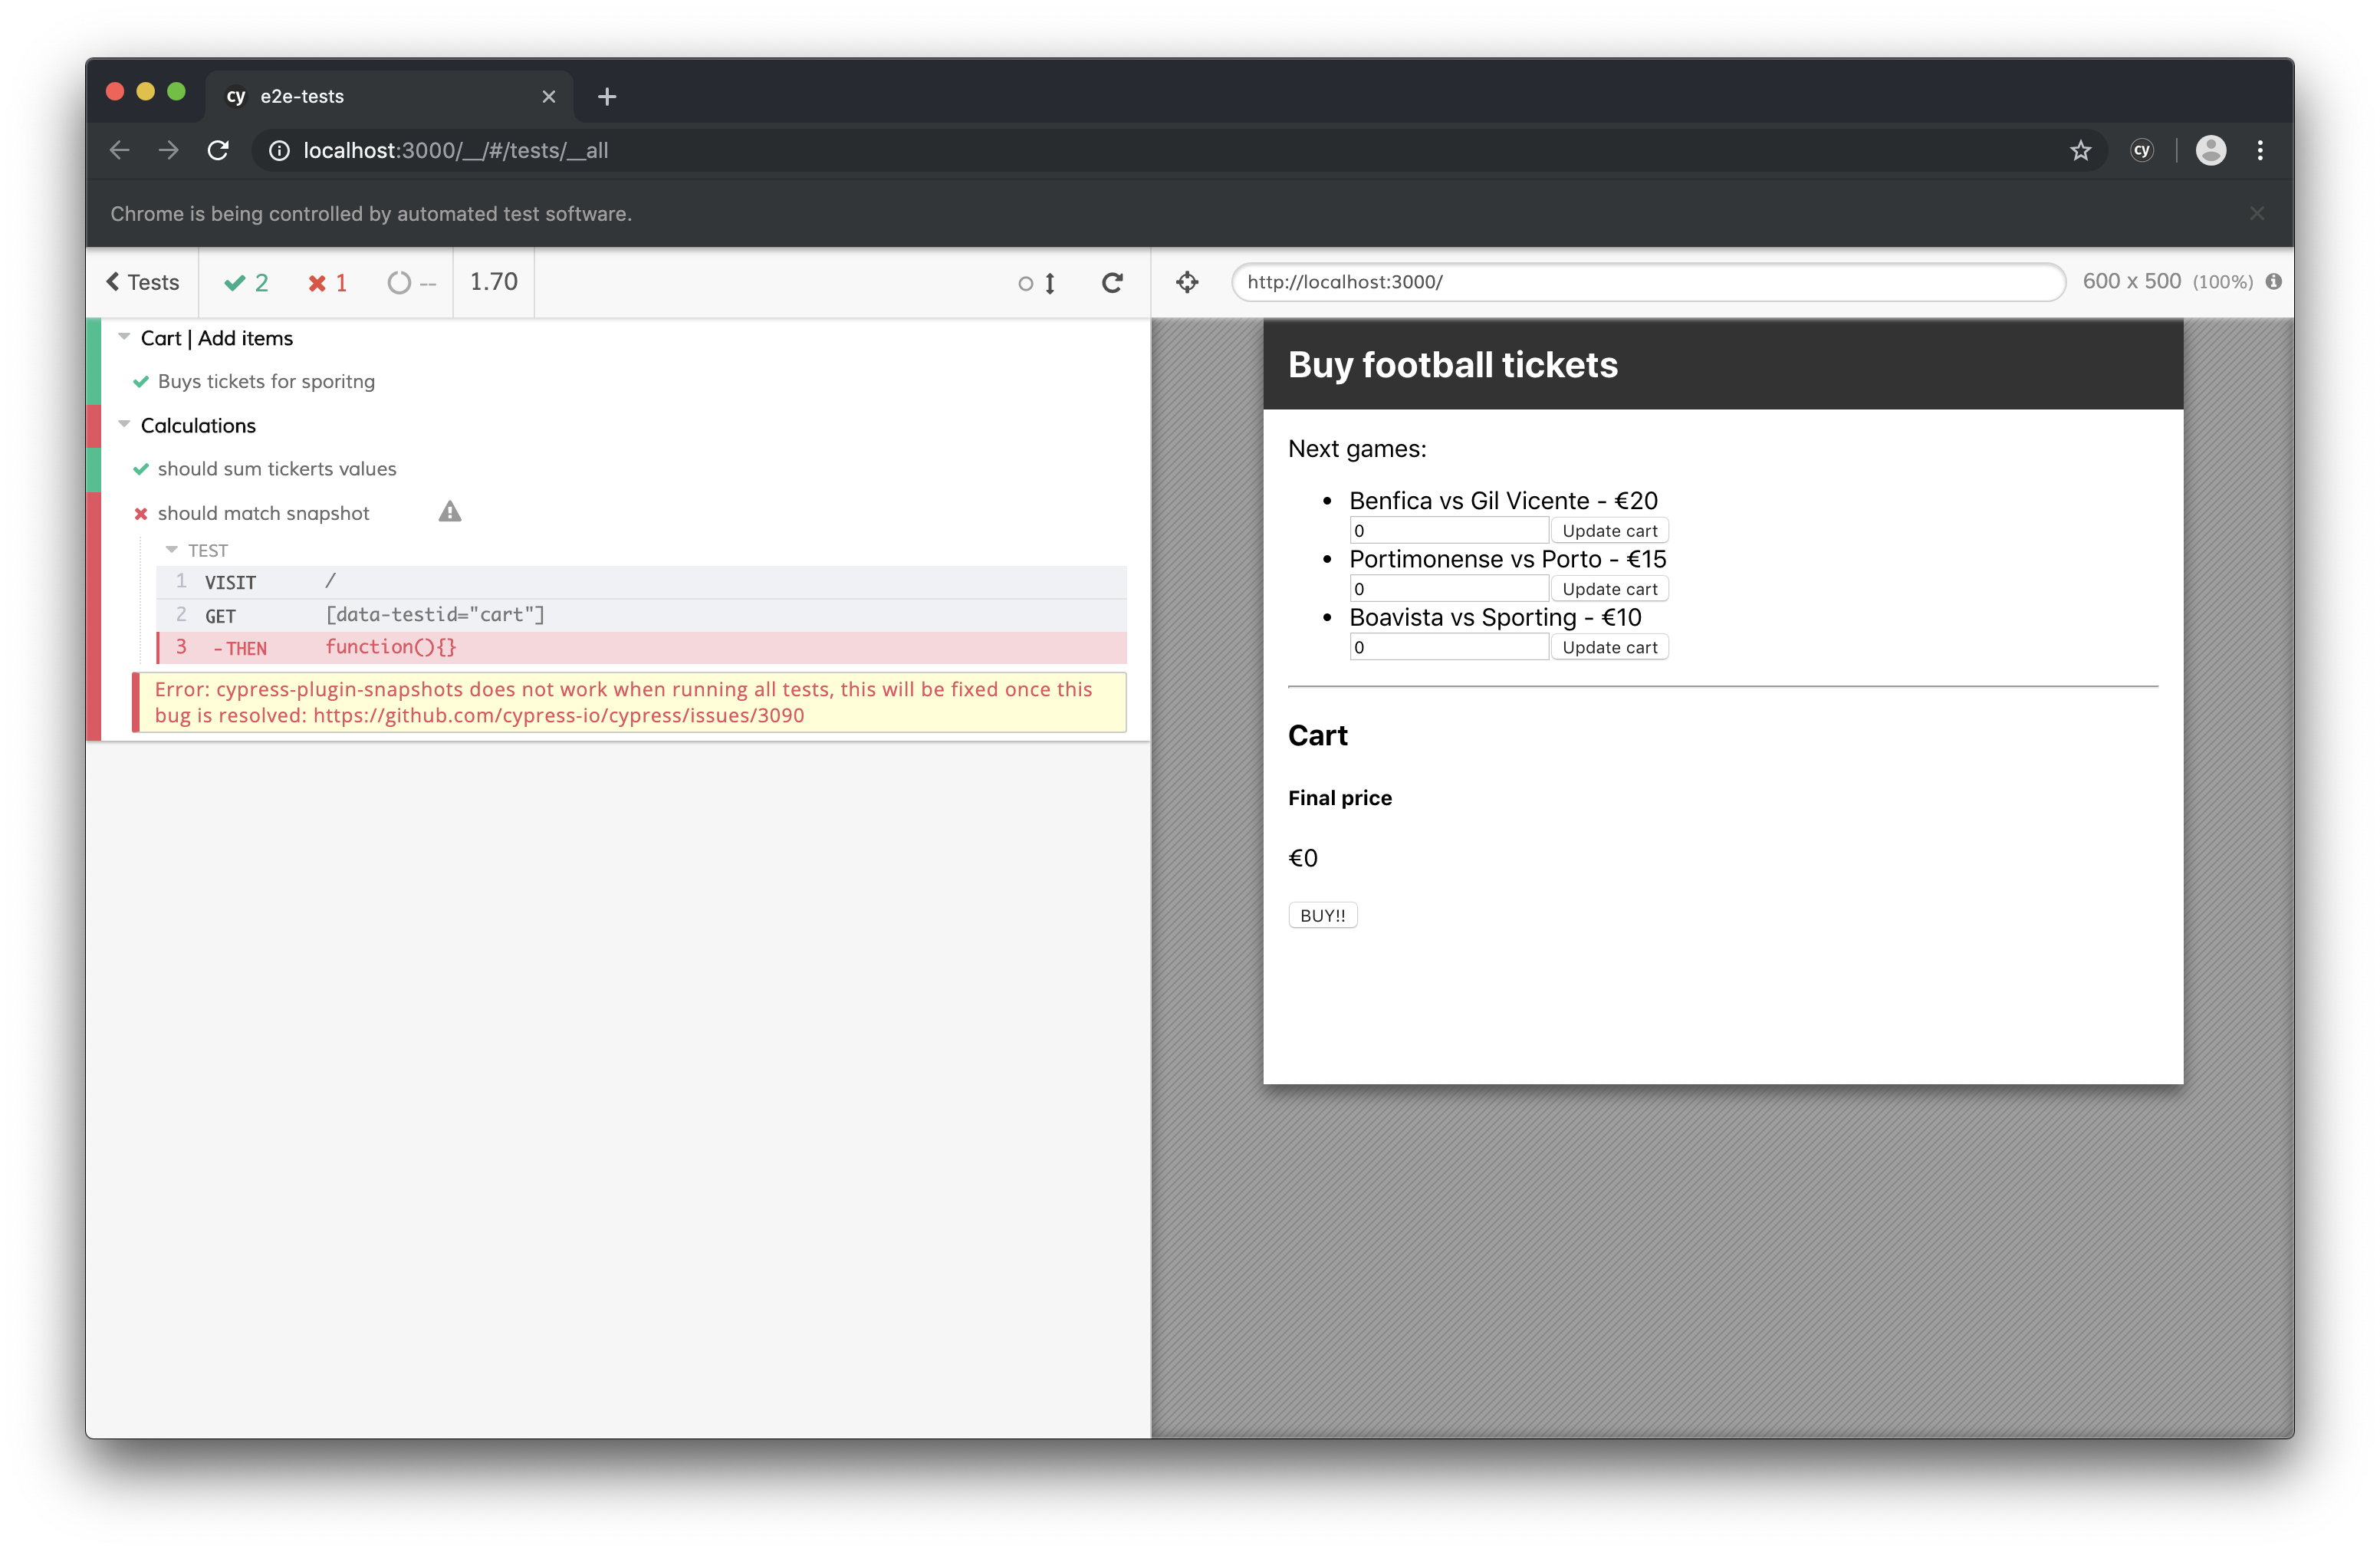 cy e2e-tests
localhost:3000/__/#/tests/__all
cy
Chrome is being controlled by automated test software.
Tests 2 1 -- 1.70
http://localhost:3000/ 600 x 500 (100%)
Cart | Add items
Buys tickets for sporitng
Calculations
should sum tickerts values
should match snapshot
TEST
1 VISIT /
2 GET [data-testid="cart"]
3 - THEN function(){}
Error: cypress-plugin-snapshots does not work when running all tests, this will be fixed once this
bug is resolved: https://github.com/cypress-io/cypress/issues/3090
Buy football tickets
Next games:
• Benfica vs Gil Vicente - €20
0 Update cart
• Portimonense vs Porto - €15
0 Update cart
• Boavista vs Sporting - €10
0 Update cart
Cart
Final price
€0
BUY!!